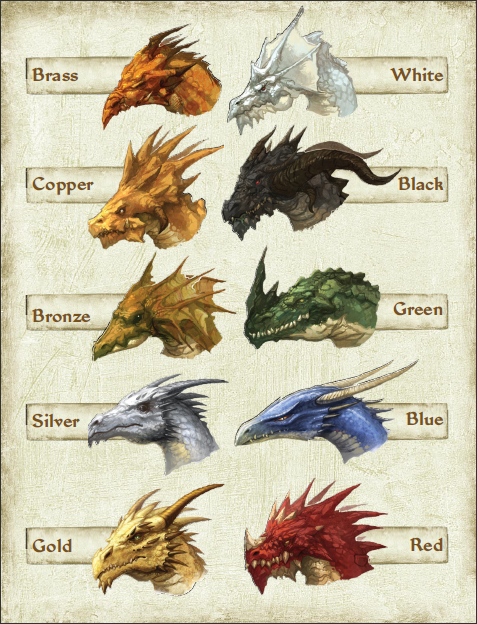 Brass
White
Copper
Black
Bronze
Green
Silver
Blue
Gold
Red